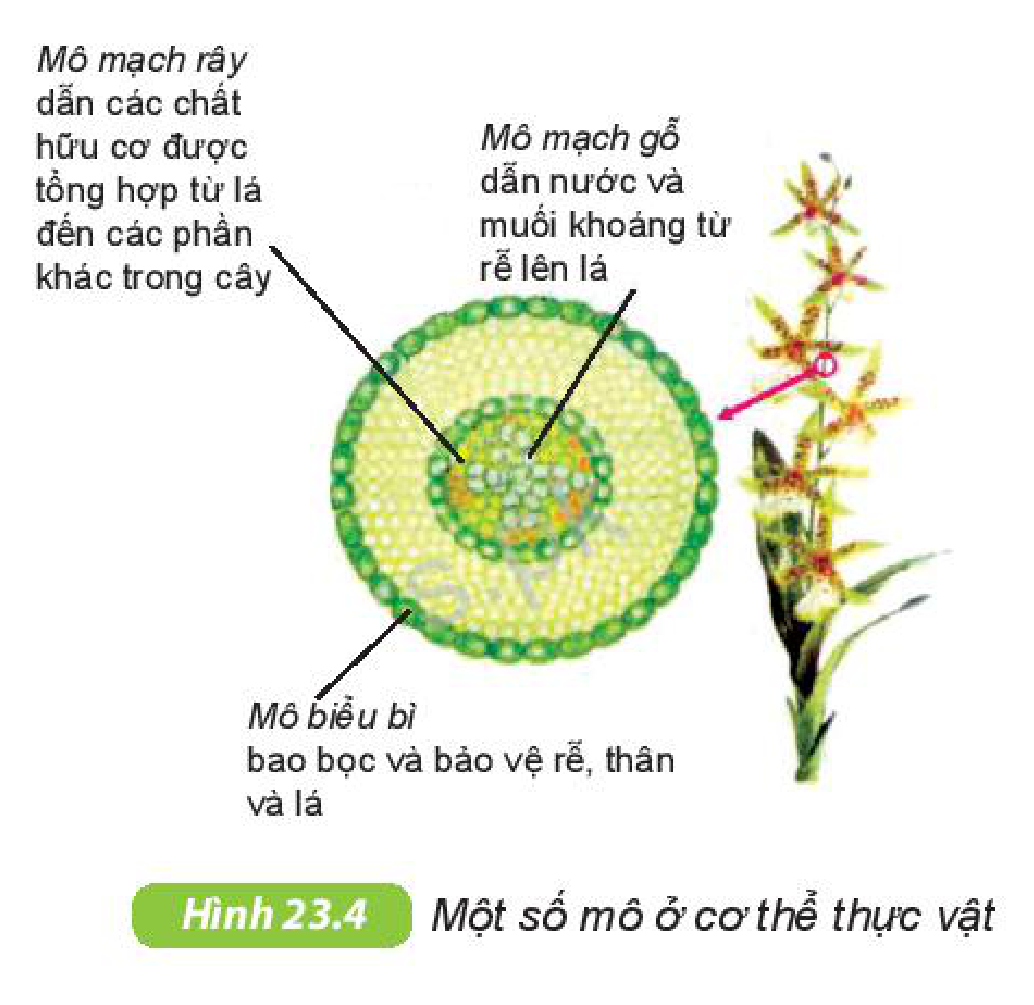 Mô mạch rây
dẫn các chất
hữu cơ được
tổng hợp từ lá
đến các phần
khác trong cây
Mô mạch gỗ
dẫn nước và
muối khoáng từ
rễ lên lá
Mô biểu bì
bao bọc và bảo vệ rễ, thân
và lá
Hình 23.4 Một số mô ở cơ thể thực vật